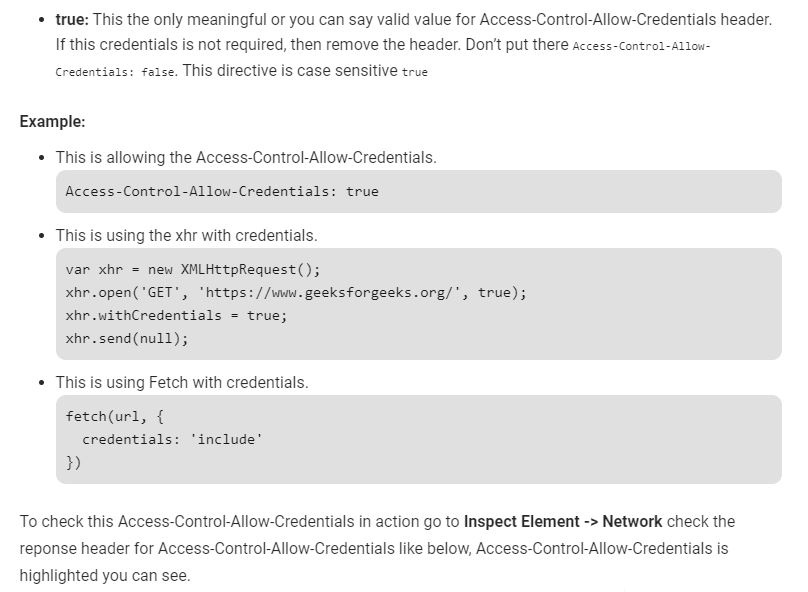 • true: This the only meaningful or you can say valid value for Access-Control-Allow-Credentials header.
If this credentials is not required, then remove the header. Don’t put there Access-Control-Allow-
Credentials: false. This directive is case sensitive true
Example:
• This is allowing the Access-Control-Allow-Credentials.
Access-Control-Allow-Credentials: true
• This is using the xhr with credentials.
var xhr = new XMLHttpRequest();
xhr.open('GET', 'https://www.geeksforgeeks.org/', true);
xhr.withCredentials = true;
xhr.send(null);
• This is using Fetch with credentials.
fetch(url, {
  credentials: 'include'
})
To check this Access-Control-Allow-Credentials in action go to Inspect Element -> Network check the
reponse header for Access-Control-Allow-Credentials like below, Access-Control-Allow-Credentials is
highlighted you can see.